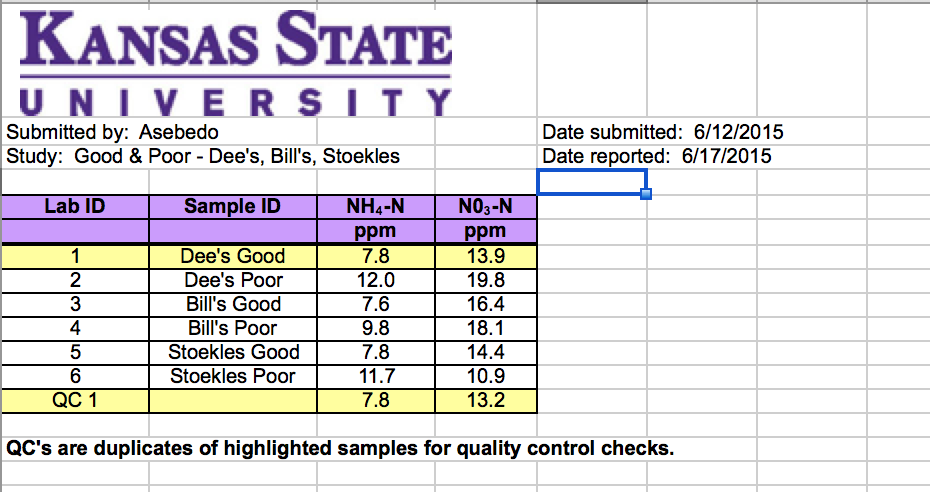 KANSAS STATE
UNIVERSITY
Submitted by: Asebedo Date submitted: 6/12/2015
Study: Good & Poor - Dee's, Bill's, Stoekles Date reported: 6/17/2015
Lab ID Sample ID NH₄-N N0₃-N
ppm ppm
1 Dee's Good 7.8 13.9
2 Dee's Poor 12.0 19.8
3 Bill's Good 7.6 16.4
4 Bill's Poor 9.8 18.1
5 Stoekles Good 7.8 14.4
6 Stoekles Poor 11.7 10.9
QC 1 7.8 13.2
QC's are duplicates of highlighted samples for quality control checks.